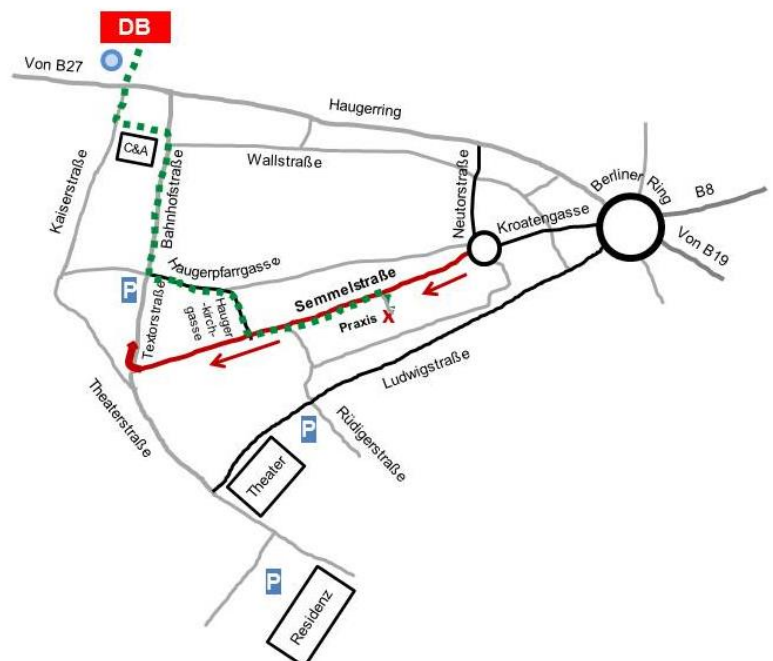 DB
Von B27
Haugerring
C&A
Wallstraße
Kaiserstraße
Bahnhofstraße
Neutorstraße
Berliner Ring
B8
Kroatengasse
Von B19
Haugerpfarrgasse
P
Semmelstraße
Hauger
-kirch-
gasse
Textorstraße
Praxis X
Theaterstraße
Ludwigstraße
P
Rüdigerstraße
Theater
P
Residenz